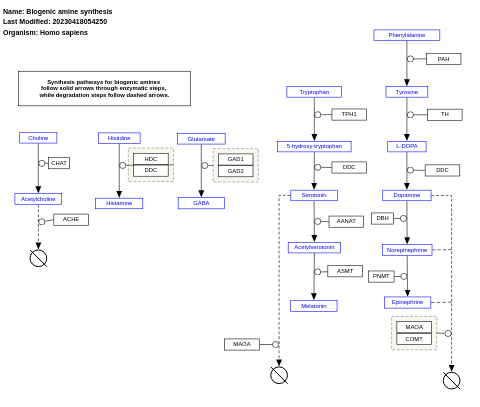 Name: Biogenic amine synthesis
Last Modified: 20230418054250
Organism: Homo sapiens
Synthesis pathways for biogenic amines
follow solid arrows through enzymatic steps,
while degradation steps follow dashed arrows.
Phenylalanine
PAH
Tryptophan
Tyrosine
TPH1
TH
Choline
Histidine
Glutamate
5-hydroxy-tryptophan
L-DOPA
CHAT
HDC
DDC
GAD1
GAD2
DDC
DDC
Acetylcholine
Histamine
GABA
Serotonin
Dopamine
ACHE
AANAT
DBH
Acetylserotonin
Norepinephrine
ASMT
PNMT
Melatonin
Epinephrine
MAOA
COMT
MAOA